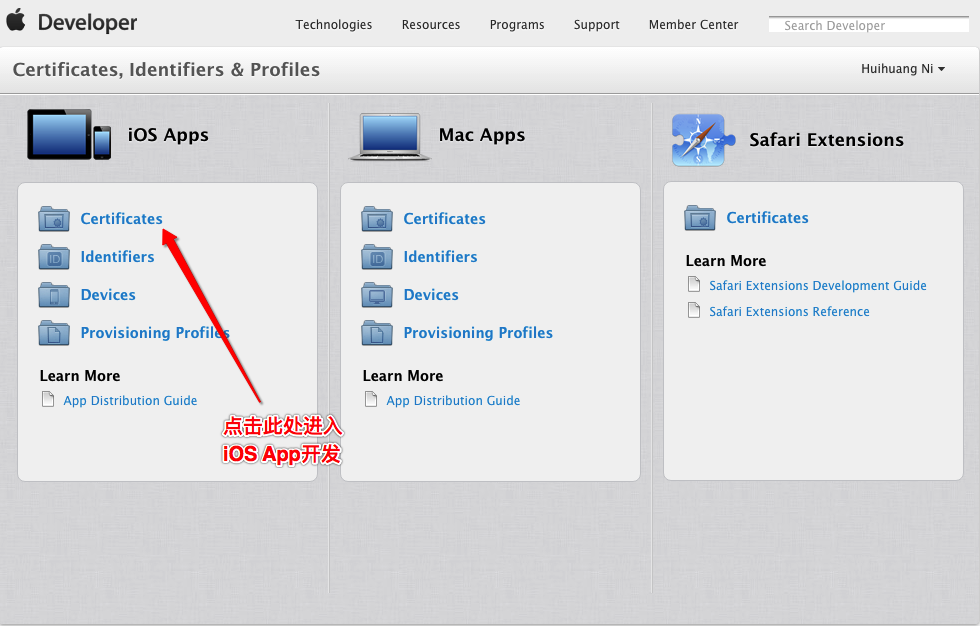 Developer
Technologies
Resources
Programs
Support
Member Center
Search Developer
Certificates, Identifiers & Profiles
Huihuang Ni
iOS Apps
Certificates
Identifiers
Devices
Provisioning Profiles
Learn More
App Distribution Guide
点击此处进入
iOS App开发
Mac Apps
Certificates
Identifiers
Devices
Provisioning Profiles
Learn More
App Distribution Guide
Safari Extensions
Certificates
Learn More
Safari Extensions Development Guide
Safari Extensions Reference